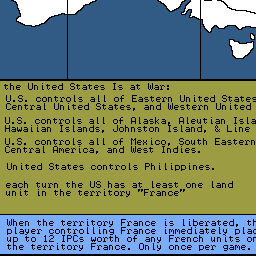 the United States Is at War:
U.S. controls all of Eastern United States
Central United States, and Western United
U.S. controls all of Alaska, Aleutian Isla
Hawaiian Islands, Johnston Island, & Line
U.S. controls all of Mexico, South Eastern
Central America, and West Indies.
United States controls Philippines.
each turn the US has at least one land
unit in the territory "France"
When the territory France is liberated, th
player controlling France immediately plac
up to 12 IPCs worth of any French units on
the territory France. Only once per game.